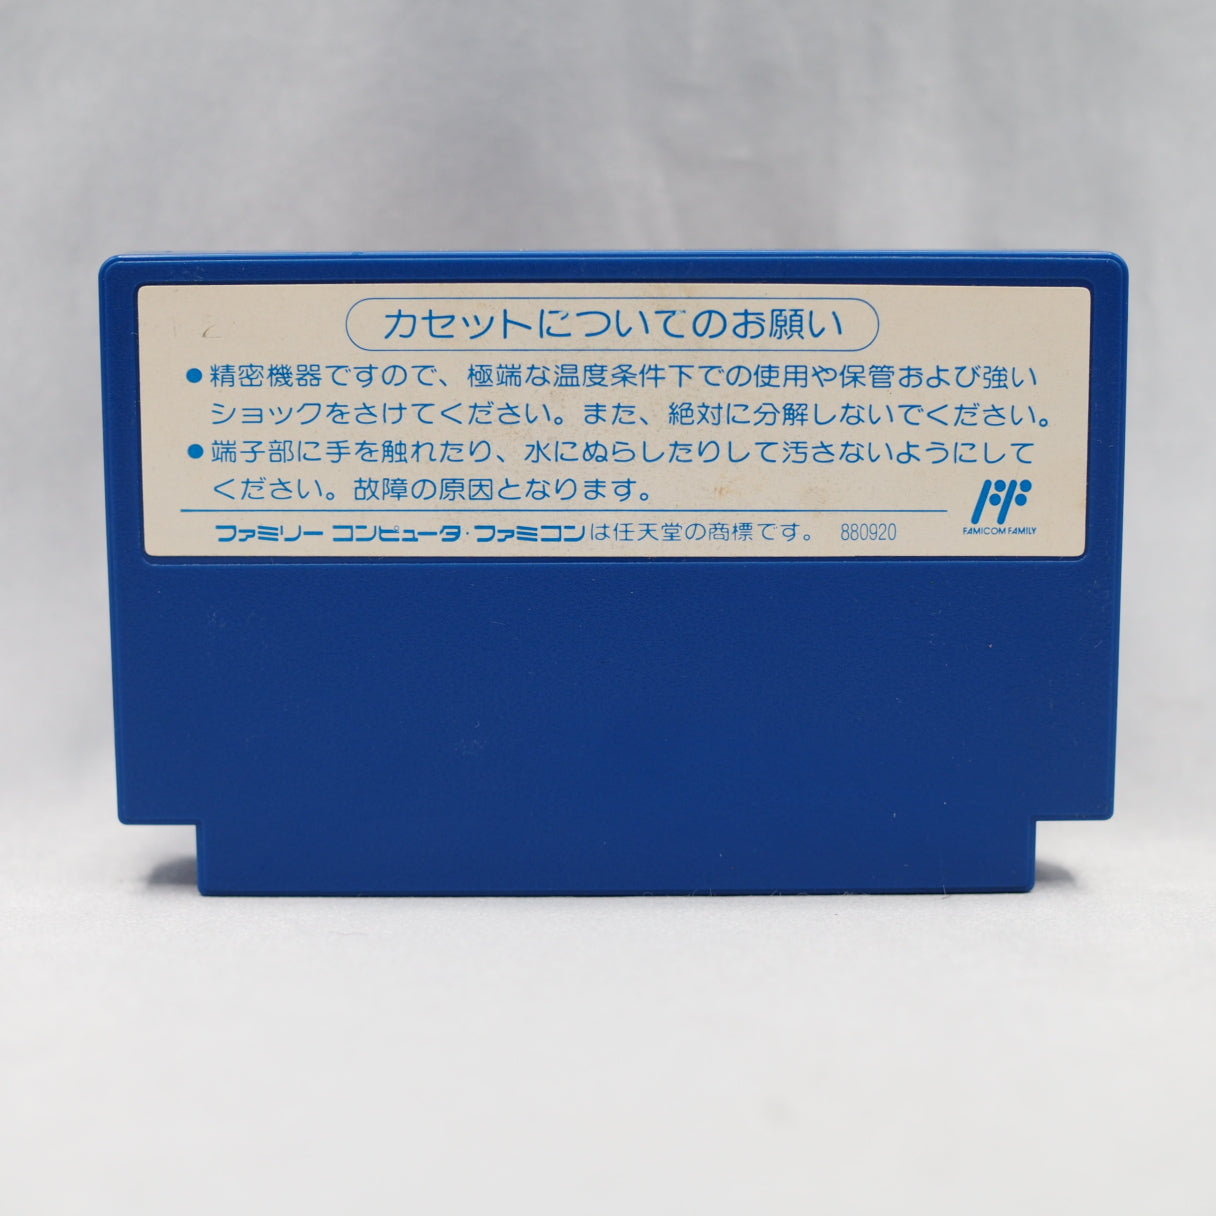 カセットについてのお願い
●精密機器ですので、極端な温度条件下での使用や保管および強い
ショックをさけてください。また、絶対に分解しないでください。
●端子部に手を触れたり、水にぬらしたりして汚さないようにして
ください。故障の原因となります。
FAMICOM FAMILY
ファミリー コンピュータ・ファミコンは任天堂の商標です。 880920